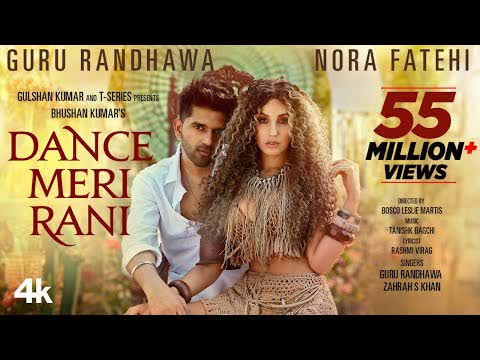 GURU RANDHAWA
NORA FATEHI
GULSHAN KUMAR AND T-SERIES PRESENTS
BHUSHAN KUMAR'S
DANCE
MERI
RANI
55
MILLION+
VIEWS
DIRECTED BY
BOSCO LESLIE MARTIS
MUSIC
TANISHK BAGCHI
LYRICIST
RASHMI VIRAG
SINGERS
GURU RANDHAWA
ZAHRAH S KHAN
4k